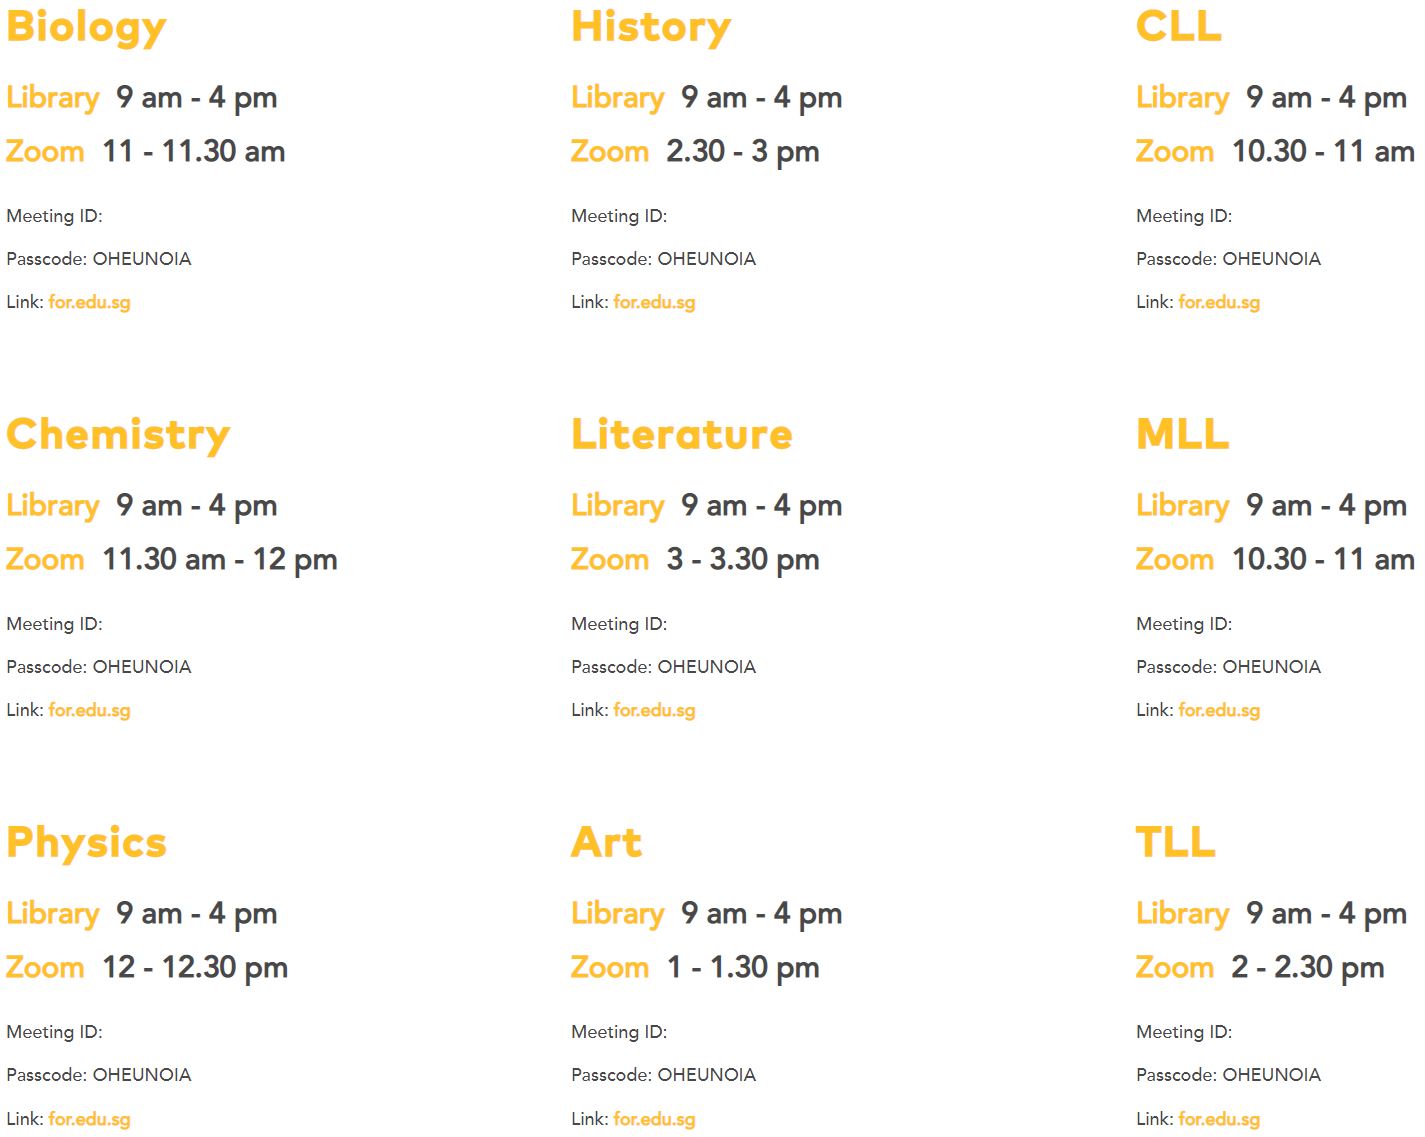 Biology
Library 9 am - 4 pm
Zoom 11 - 11.30 am
Meeting ID:
Passcode: OHEUNOIA
Link: for.edu.sg
History
Library 9 am - 4 pm
Zoom 2.30 - 3 pm
Meeting ID:
Passcode: OHEUNOIA
Link: for.edu.sg
CLL
Library 9 am - 4 pm
Zoom 10.30 - 11 am
Meeting ID:
Passcode: OHEUNOIA
Link: for.edu.sg
Chemistry
Library 9 am - 4 pm
Zoom 11.30 am - 12 pm
Meeting ID:
Passcode: OHEUNOIA
Link: for.edu.sg
Literature
Library 9 am - 4 pm
Zoom 3 - 3.30 pm
Meeting ID:
Passcode: OHEUNOIA
Link: for.edu.sg
MLL
Library 9 am - 4 pm
Zoom 10.30 - 11 am
Meeting ID:
Passcode: OHEUNOIA
Link: for.edu.sg
Physics
Library 9 am - 4 pm
Zoom 12 - 12.30 pm
Meeting ID:
Passcode: OHEUNOIA
Link: for.edu.sg
Art
Library 9 am - 4 pm
Zoom 1 - 1.30 pm
Meeting ID:
Passcode: OHEUNOIA
Link: for.edu.sg
TLL
Library 9 am - 4 pm
Zoom 2 - 2.30 pm
Meeting ID:
Passcode: OHEUNOIA
Link: for.edu.sg